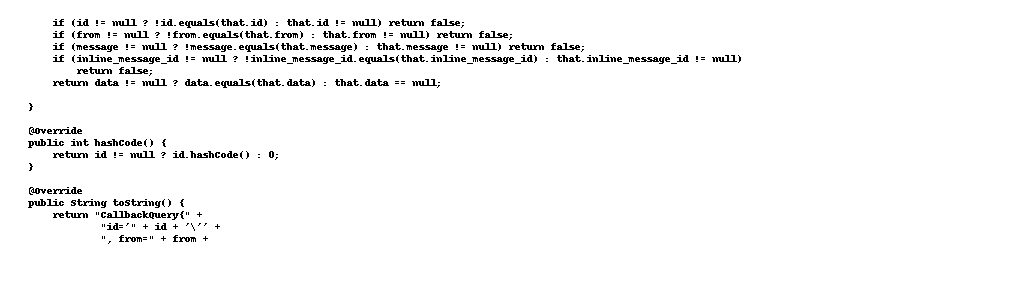 if (id != null ? !id.equals(that.id) : that.id != null) return false;
if (from != null ? !from.equals(that.from) : that.from != null) return false;
if (message != null ? !message.equals(that.message) : that.message != null) return false;
if (inline_message_id != null ? !inline_message_id.equals(that.inline_message_id) : that.inline_message_id != null)
return false;
return data != null ? data.equals(that.data) : that.data == null;
}
@Override
public int hashCode() {
return id != null ? id.hashCode() : 0;
}
@Override
public String toString() {
return "CallbackQuery{" +
"id='" + id + '\'' +
", from=" + from +